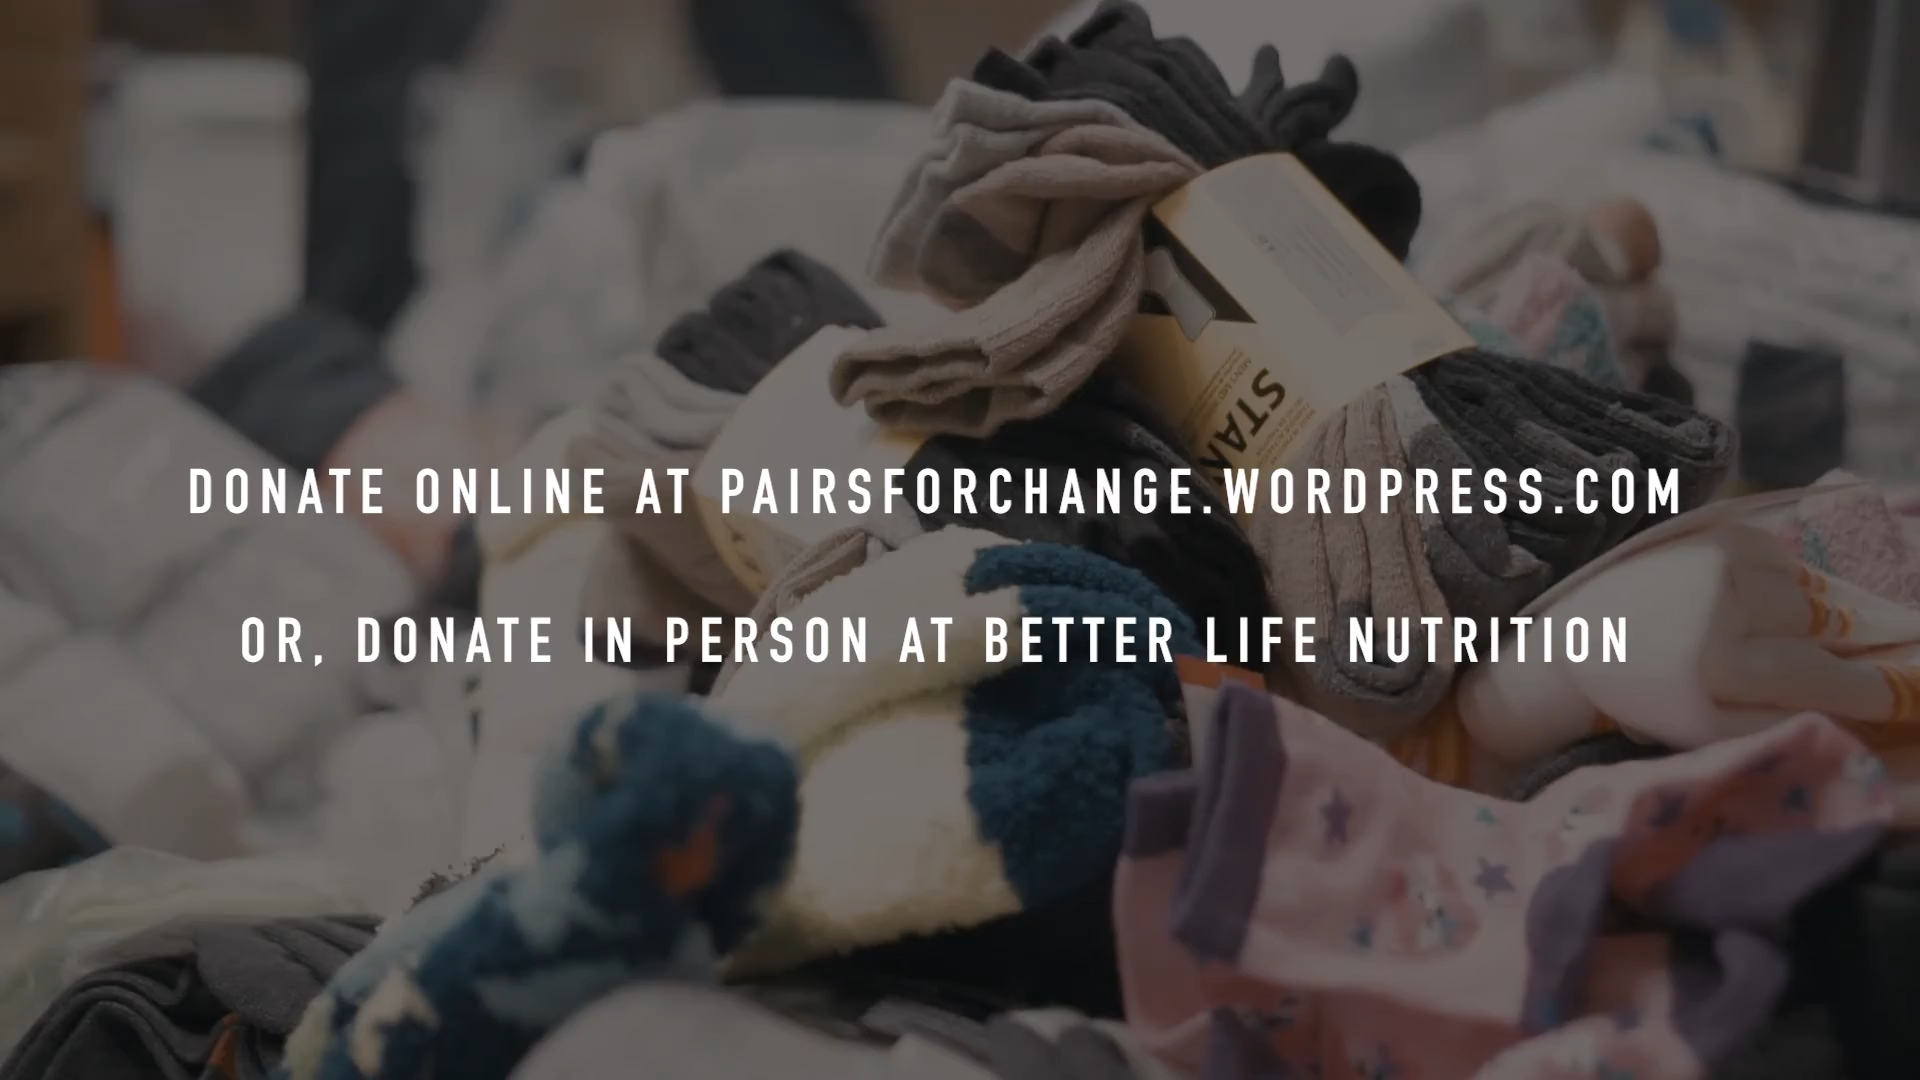 DONATE ONLINE AT PAIRSFORCHANGE.WORDPRESS.COM
OR, DONATE IN PERSON AT BETTER LIFE NUTRITION